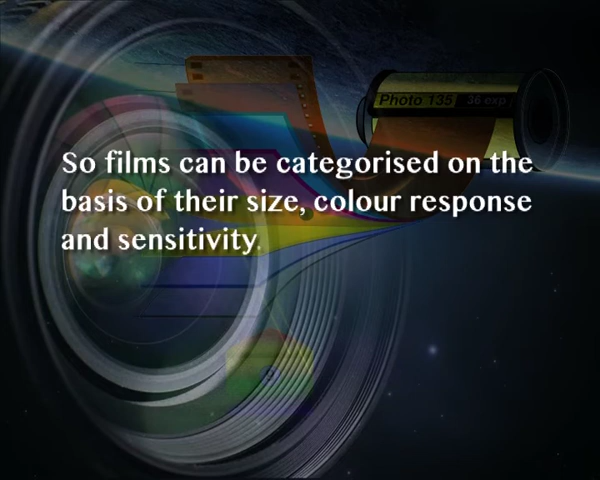 Photo 135 36 exp
So films can be categorised on the
basis of their size, colour response
and sensitivity.